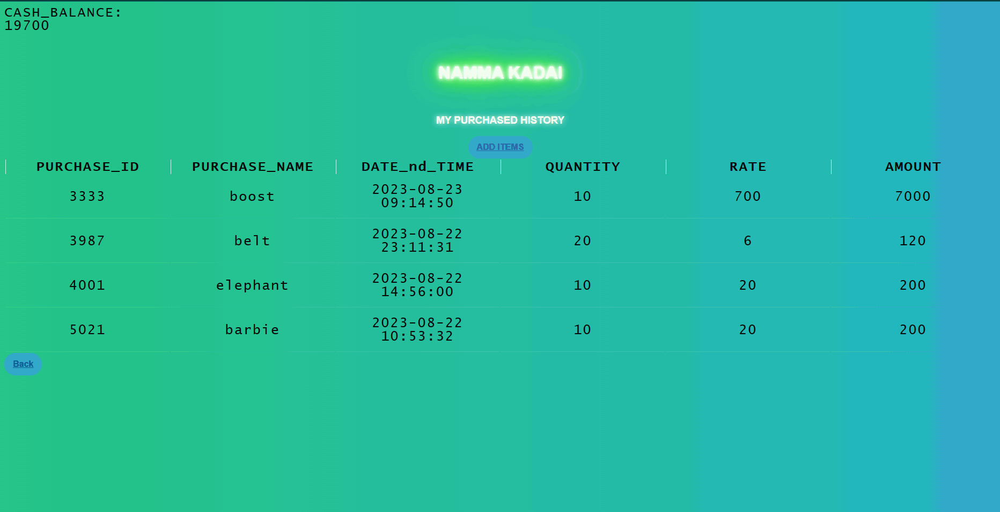 CASH_BALANCE:
19700
NAMMA KADAI
MY PURCHASED HISTORY
ADD ITEMS
PURCHASE_ID PURCHASE_NAME DATE_nd_TIME QUANTITY RATE AMOUNT
3333 boost 2023-08-23 09:14:50 10 700 7000
3987 belt 2023-08-22 23:11:31 20 6 120
4001 elephant 2023-08-22 14:56:00 10 20 200
5021 barbie 2023-08-22 10:53:32 10 20 200
Back